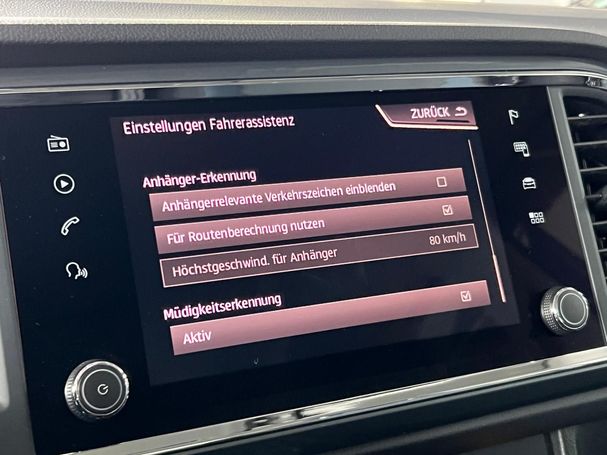 Einstellungen Fahrerassistenz
ZURÜCK
Anhänger-Erkennung
Anhängerrelevante Verkehrszeichen einblenden
Für Routenberechnung nutzen
Höchstgeschwind. für Anhänger 80 km/h
Müdigkeitserkennung
Aktiv